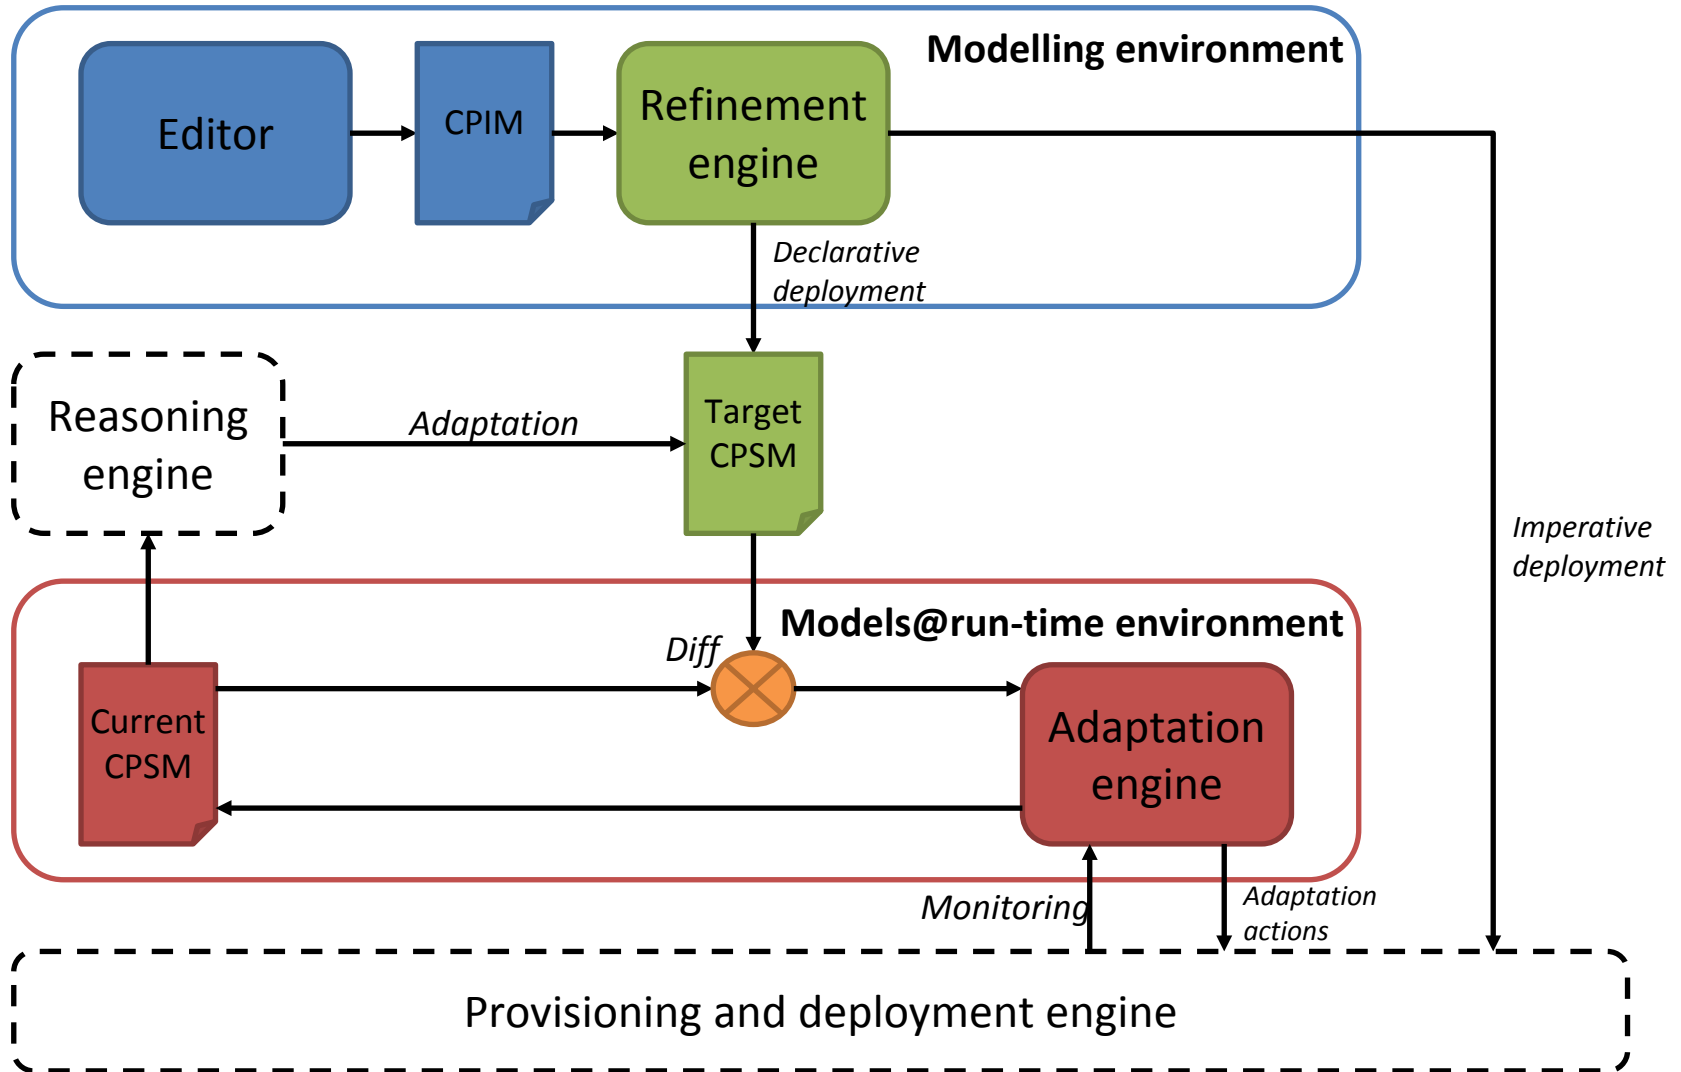 Modelling environment
Editor
CPIM
Refinement
engine
Declarative
deployment
Reasoning
engine
Adaptation
Target
CPSM
Imperative
deployment
Models@run-time environment
Diff
Current
CPSM
Adaptation
engine
Monitoring
Adaptation
actions
Provisioning and deployment engine